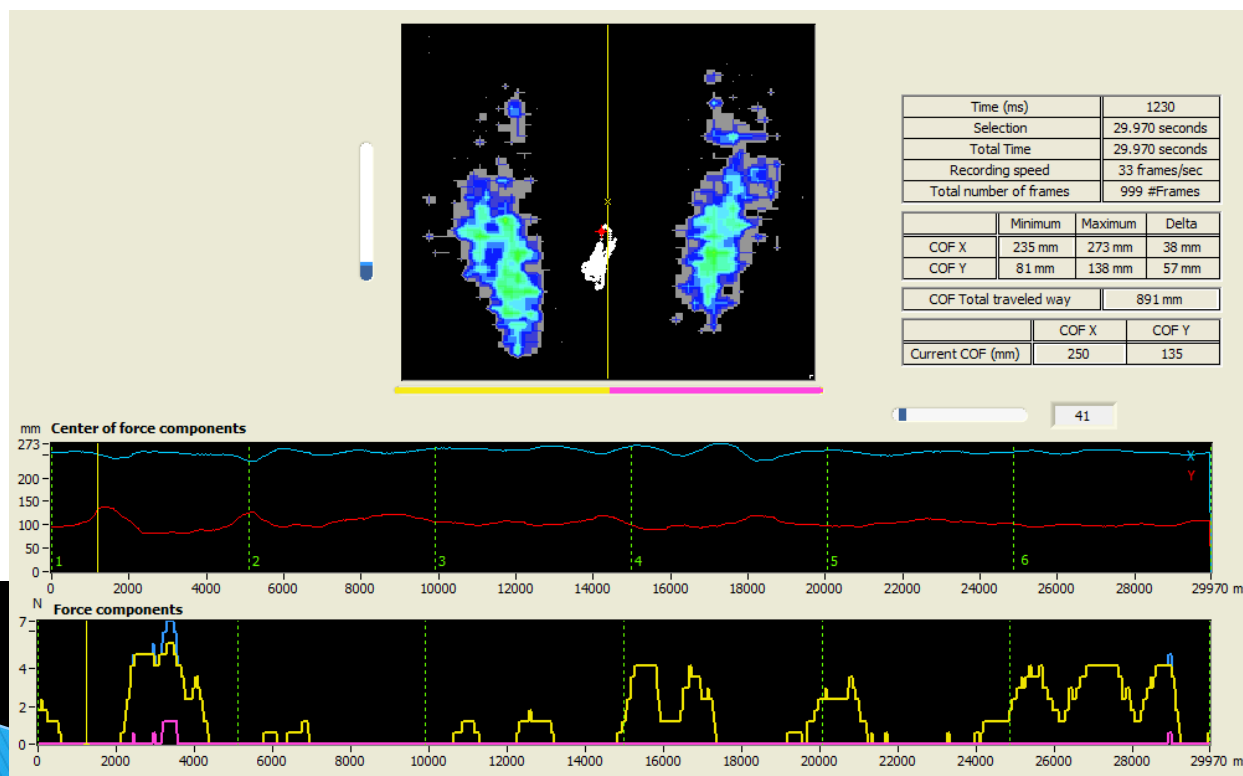 Time (ms) 1230
Selection 29.970 seconds
Total Time 29.970 seconds
Recording speed 33 frames/sec
Total number of frames 999 #Frames
Minimum Maximum Delta
COF X 235 mm 273 mm 38 mm
COF Y 81 mm 138 mm 57 mm
COF Total traveled way 891 mm
COF X COF Y
Current COF (mm) 250 135
41
mm Center of force components
273
200
150
100
50
0
X
Y
1 2 3 4 5 6
0 2000 4000 6000 8000 10000 12000 14000 16000 18000 20000 22000 24000 26000 28000 29970 m
N Force components
7
4
2
0
0 2000 4000 6000 8000 10000 12000 14000 16000 18000 20000 22000 24000 26000 28000 29970 m